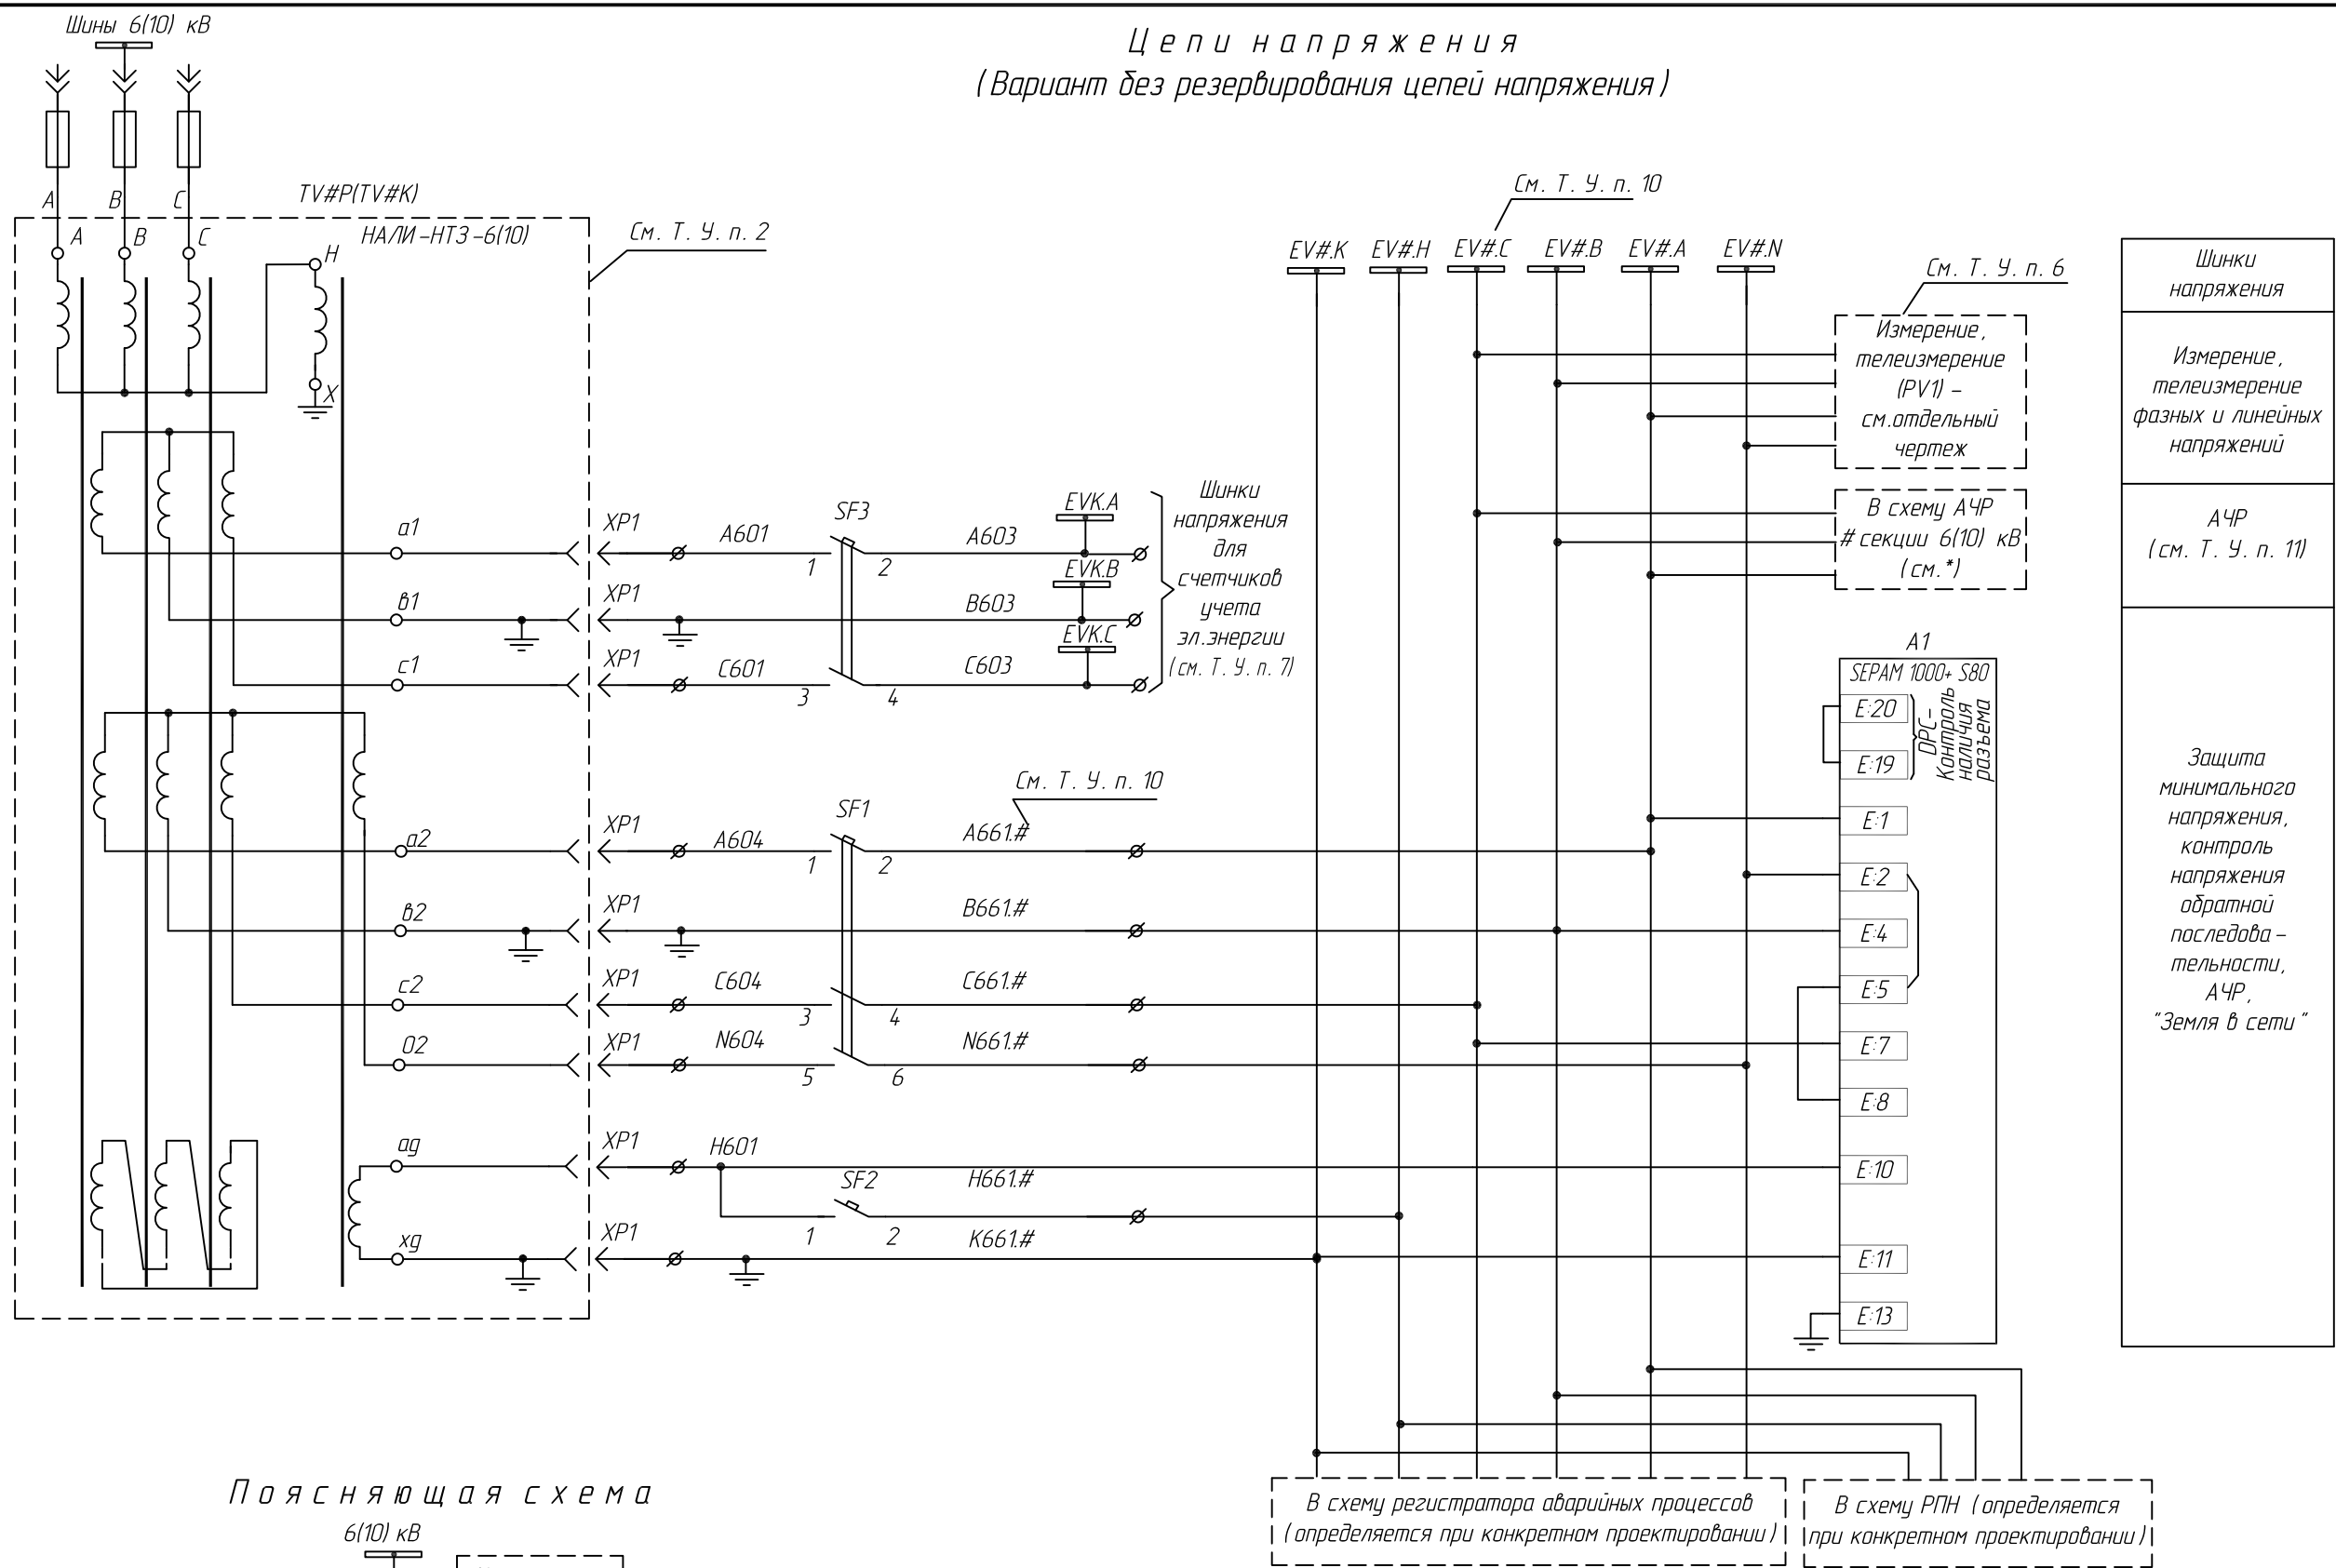 Цепи напряжения
(Вариант без резервирования цепей напряжения)
Шины 6(10) кВ
A
B
C
TV#P(TV#K)
НАЛИ-НТЗ-6(10)
A
B
C
H
X
См. Т. У. п. 2
a1
XP1
A601
SF3
1
2
A603
EVK.A
в1
XP1
B603
EVK.B
c1
XP1
C601
3
4
C603
EVK.C
Шинки
напряжения
для
счетчиков
учета
эл.энергии
(см. Т. У. п. 7)
a2
XP1
A604
SF1
1
2
См. Т. У. п. 10
A661.#
в2
XP1
B661.#
c2
XP1
C604
3
4
C661.#
02
XP1
N604
5
6
N661.#
ag
XP1
H601
SF2
1
2
H661.#
xg
XP1
K661.#
См. Т. У. п. 10
EV#.K
EV#.H
EV#.C
EV#.B
EV#.A
EV#.N
См. Т. У. п. 6
Измерение,
телеизмерение
(PV1) –
см.отдельный
чертеж
В схему АЧР
# секции 6(10) кВ
(см.*)
A1
SEPAM 1000+ S80
E:20
E:19
DPC-
Контроль
наличия
разъема
E:1
E:2
E:4
E:5
E:7
E:8
E:10
E:11
E:13
Шинки
напряжения
Измерение,
телеизмерение
фазных и линейных
напряжений
АЧР
(см. Т. У. п. 11)
Защита
минимального
напряжения,
контроль
напряжения
обратной
последова-
тельности,
АЧР,
"Земля в сети"
В схему регистратора аварийных процессов
(определяется при конкретном проектировании)
В схему РПН (определяется
при конкретном проектировании)
Поясняющая схема
6(10) кВ